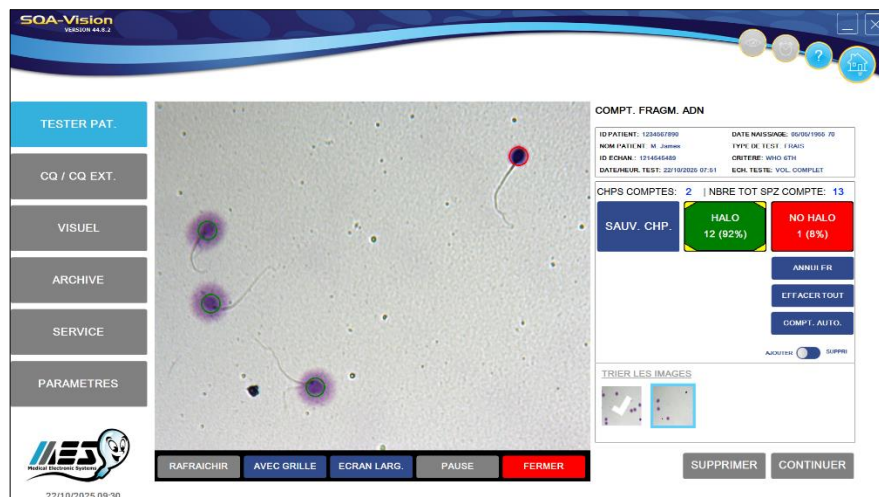 SQA-Vision
VERSION 44.8.2
?
TESTER PAT.
CQ / CQ EXT.
VISUEL
ARCHIVE
SERVICE
PARAMETRES
MES
Medical Electronic Systems
22/10/2025 09:30
RAFRAICHIR
AVEC GRILLE
ECRAN LARG.
PAUSE
FERMER
COMPT. FRAGM. ADN
ID PATIENT: 1234567890
NOM PATIENT: M. James
ID ECHAN.: 1214545489
DATE/HEUR. TEST: 22/10/2025 07:51
DATE NAISSAGE: 05/06/1955 70
TYPE DE TEST: FRAIS
CRITERE: WHO 6TH
ECH. TESTE: VOL. COMPLET
CHPS COMPTES: 2 | NBRE TOT SPZ COMPTE: 13
SAUV. CHP.
HALO
12 (92%)
NO HALO
1 (8%)
ANNULER
EFFACER TOUT
COMPT. AUTO.
AJOUTER
SUPPRI
TRIER LES IMAGES
SUPPRIMER
CONTINUER